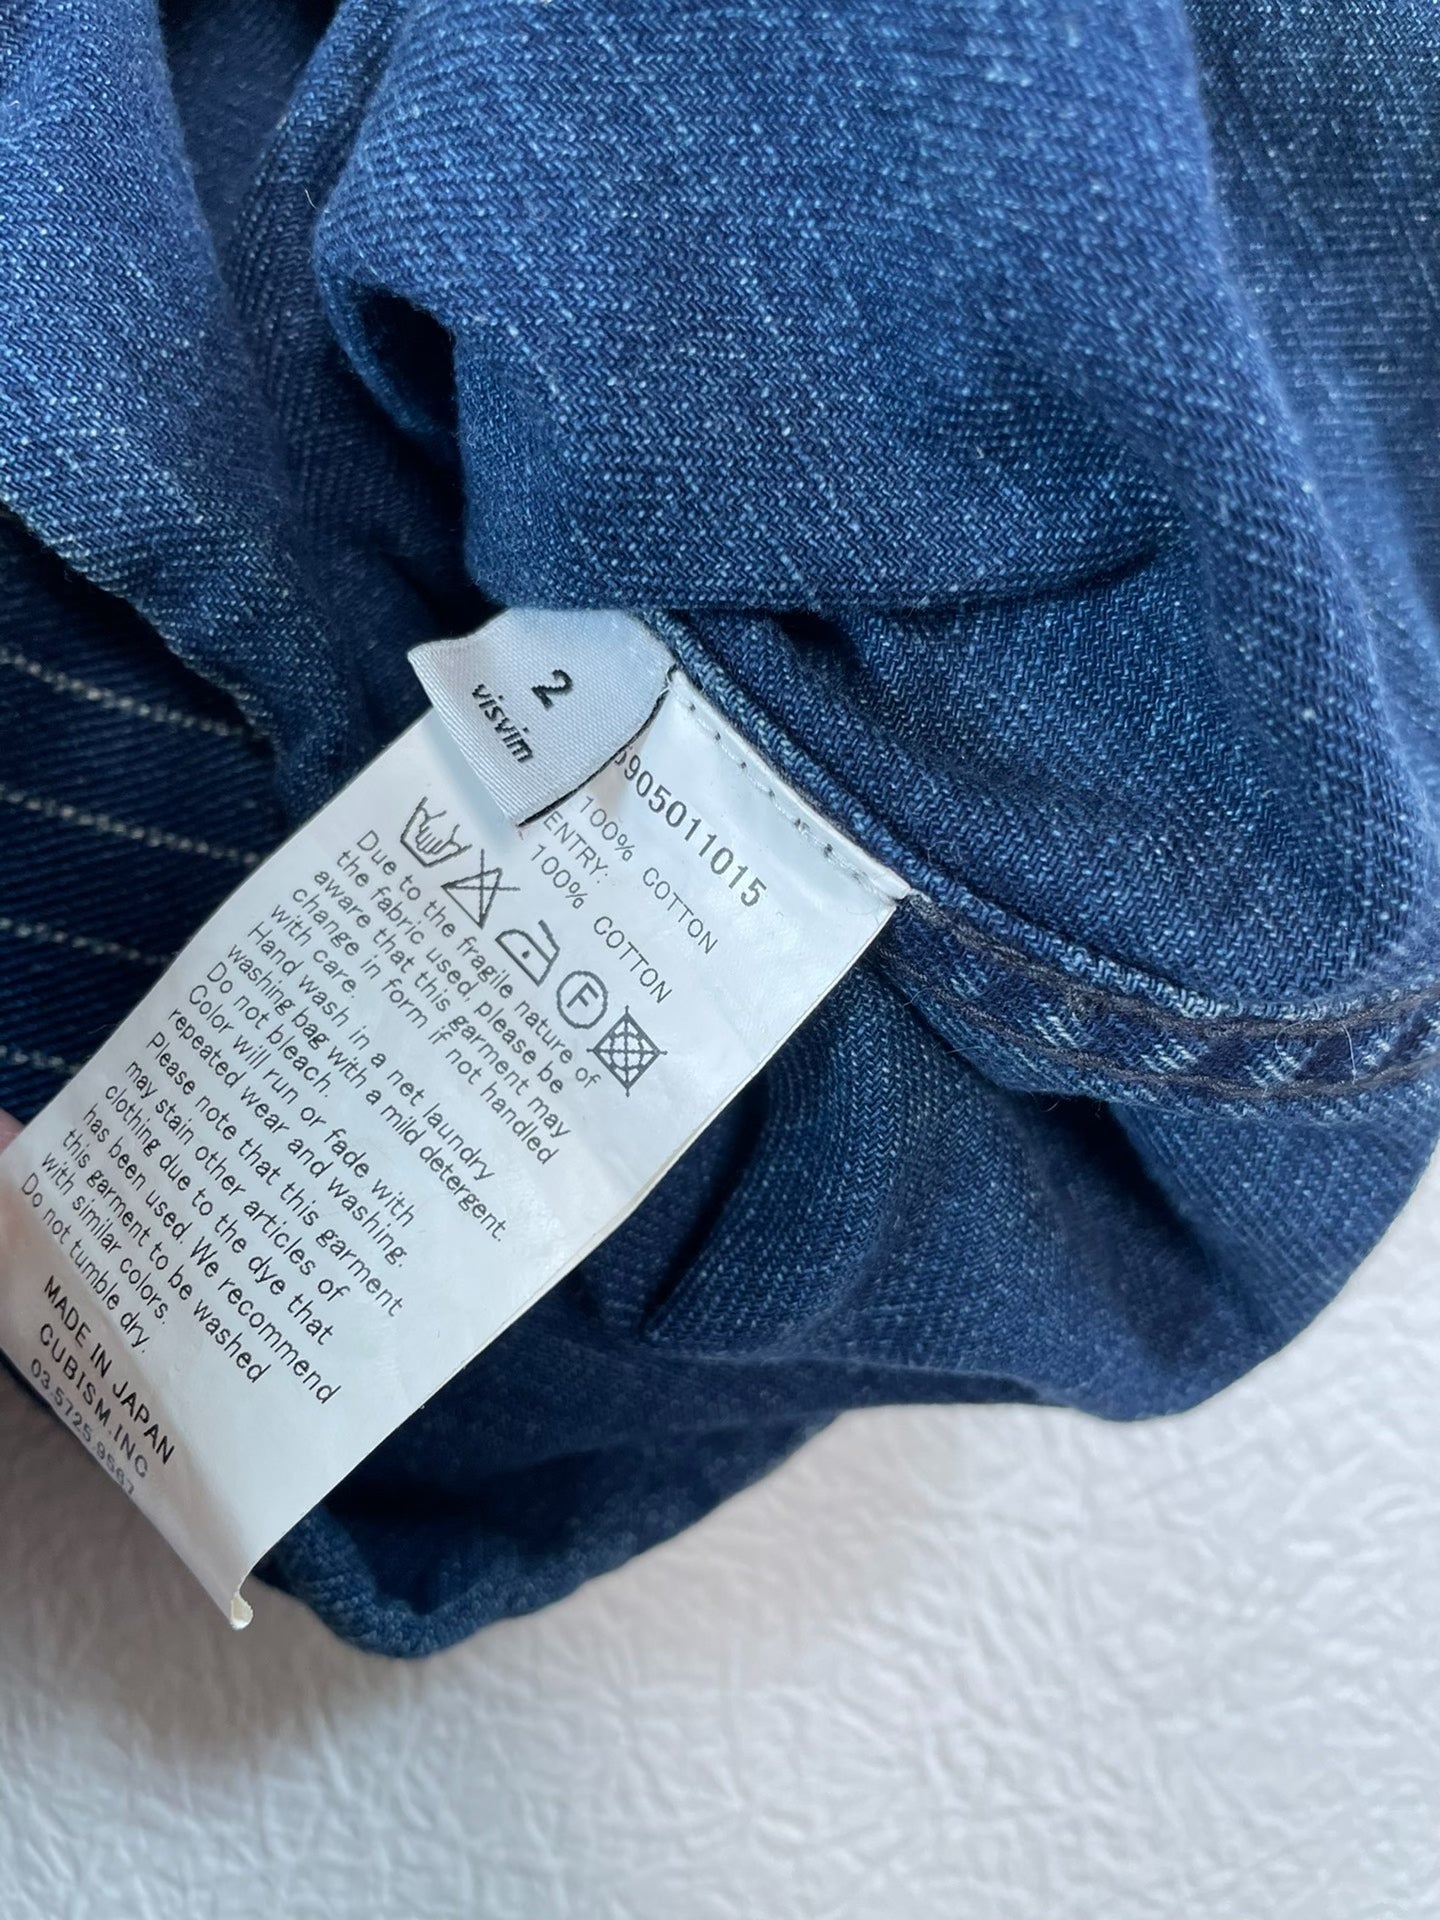 2
visvim
905011015
100% COTTON
ENTRY:
100% COTTON
F
Due to the fragile nature of
the fabric used, please be
aware that this garment may
change in form if not handled
with care.
Hand wash in a net laundry
washing bag with a mild detergent.
Do not bleach.
Color will run or fade with
repeated wear and washing.
Please note that this garment
may stain other articles of
clothing due to the dye that
has been used. We recommend
this garment to be washed
with similar colors.
Do not tumble dry.
MADE IN JAPAN
CUBISM.INC
03.5725.9567